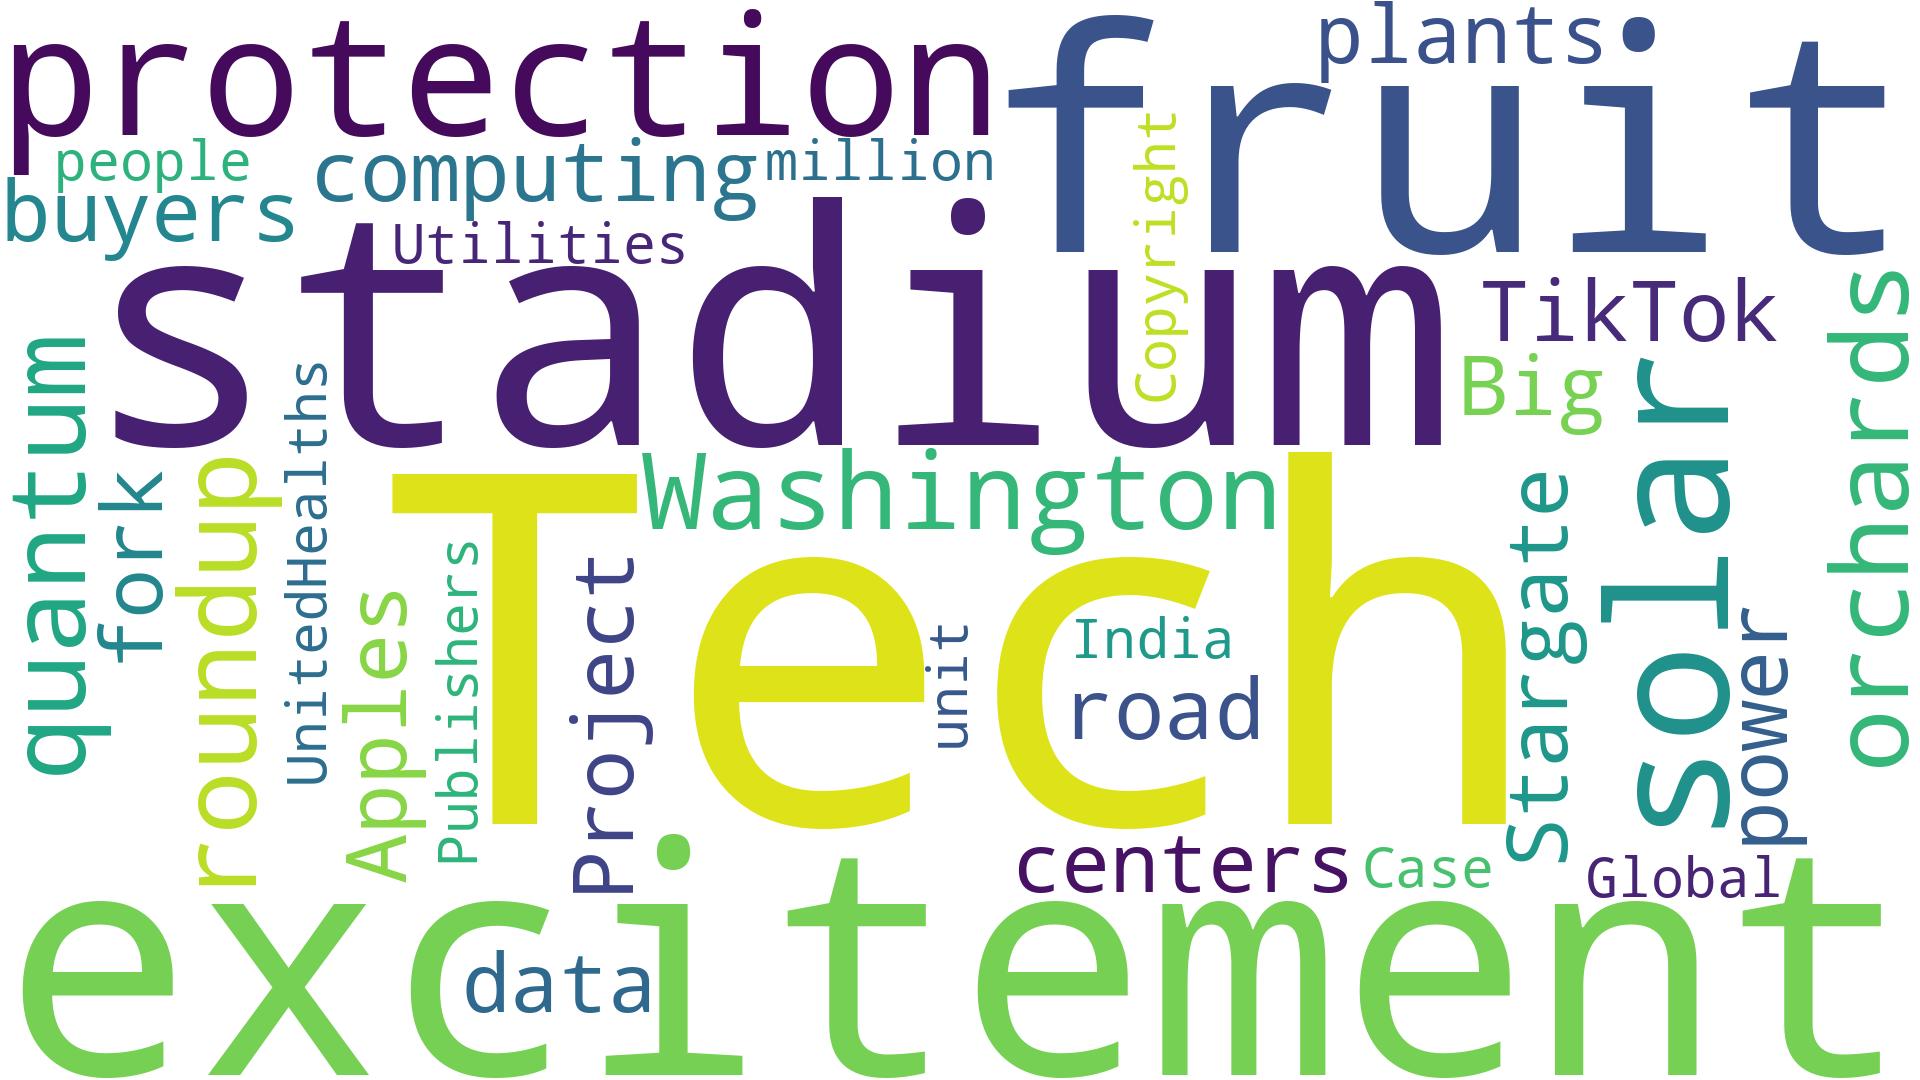 protection
fruit
plants
people
computing
million
buyers
Copyright
Utilities
stadium
TikTok
orchards
quantum
UnitedHealths
Big
solar
fork
roundup
Washington
Tech
Stargate
Apples
Publishers
Project
unit
India
road
power
centers
Case
Global
excitement
data